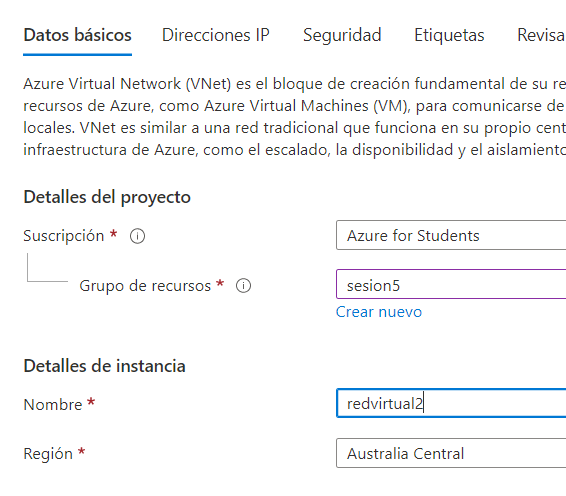 Datos básicos Direcciones IP Seguridad Etiquetas Revisa
Azure Virtual Network (VNet) es el bloque de creación fundamental de su re
recursos de Azure, como Azure Virtual Machines (VM), para comunicarse de
locales. VNet es similar a una red tradicional que funciona en su propio cent
infraestructura de Azure, como el escalado, la disponibilidad y el aislamiento
Detalles del proyecto
Suscripción * Azure for Students
Grupo de recursos * sesion5
Crear nuevo
Detalles de instancia
Nombre * redvirtual2
Región * Australia Central